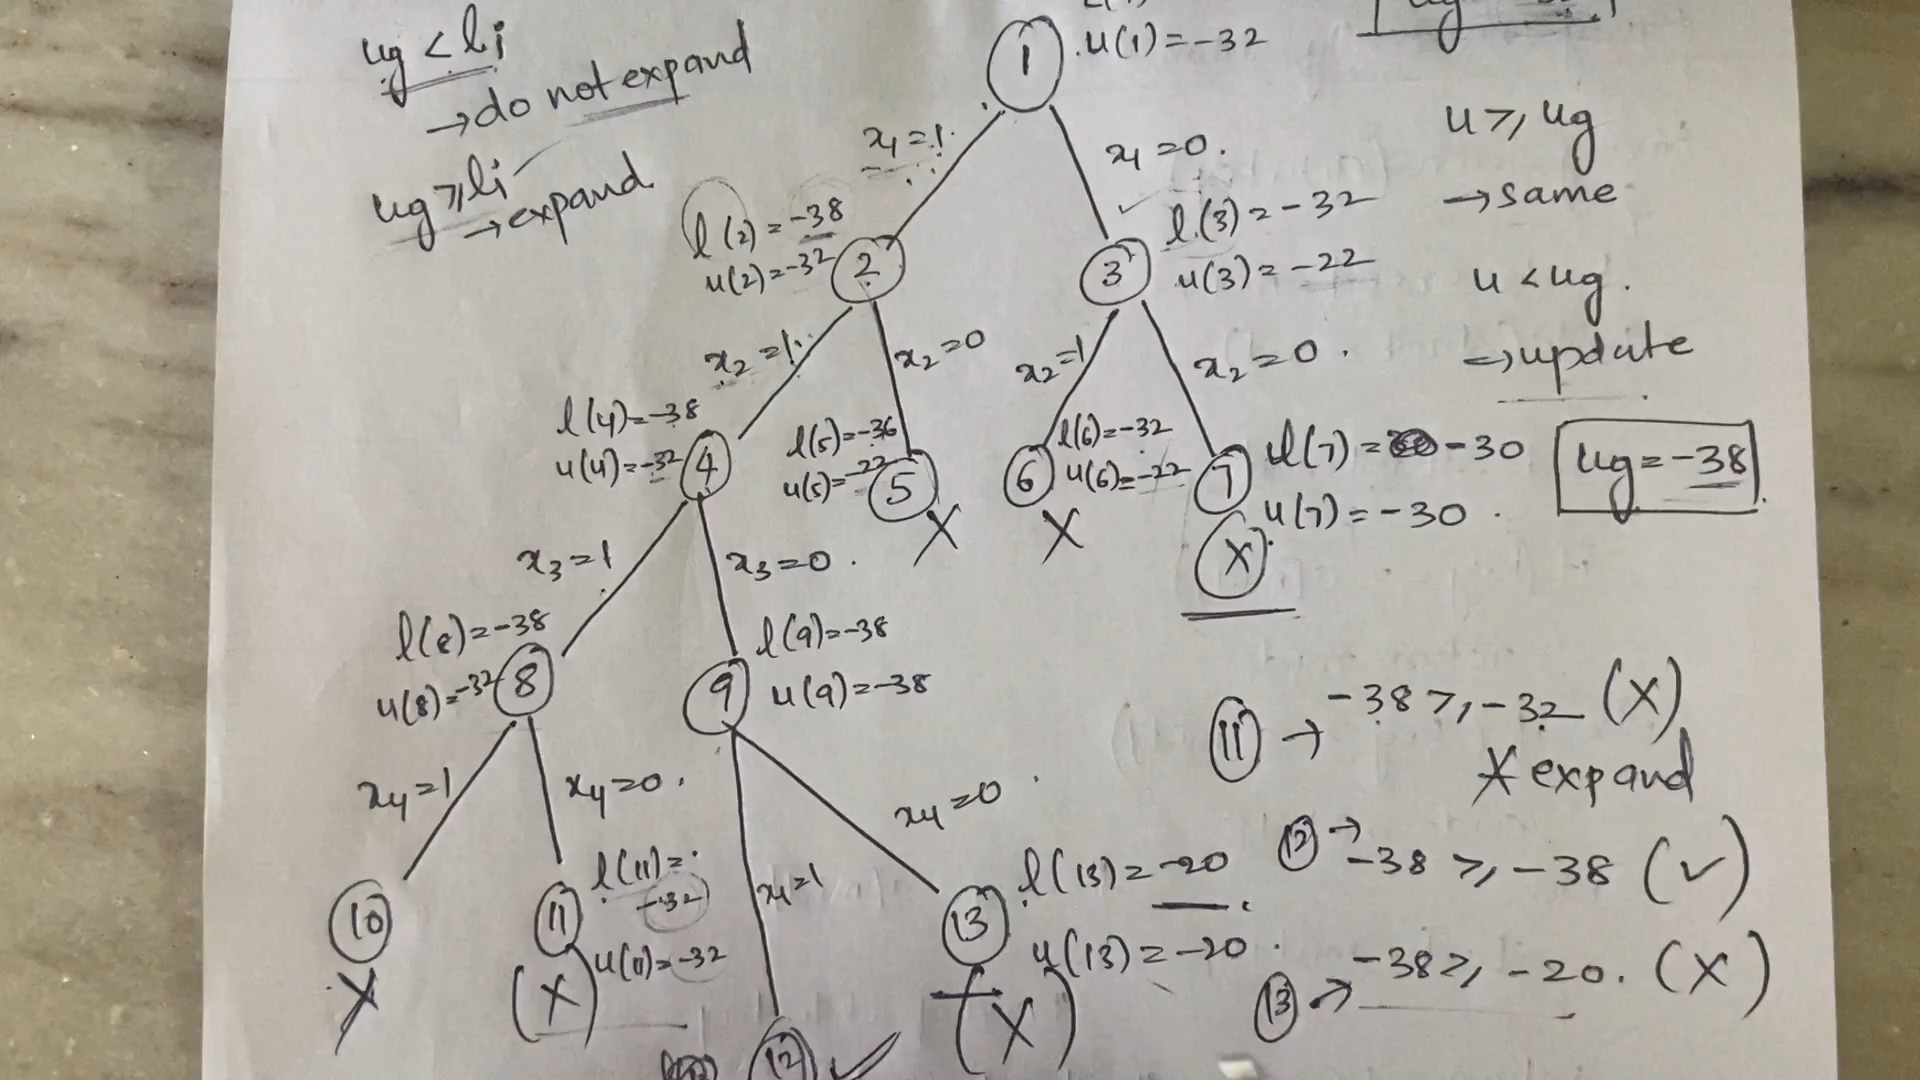 ug < li
→ do not expand
ug ≥ li
→ expand
1
u(1) = -32
x1 = 1
x1 = 0.
u ≥ ug
→ same
u < ug.
→ update
ug = -38
l(2) = -38
u(2) = -32
2
l(3) = -32
u(3) = -22
3
x2 = 1
x2 = 0
x2 = 1
x2 = 0.
l(4) = -38
u(4) = -32
4
l(5) = -36
u(5) = -22
5
X
l(6) = -32
u(6) = -22
6
X
l(7) = -30
u(7) = -30
7
X
x3 = 1
x3 = 0.
l(8) = -38
u(8) = -32
8
l(9) = -38
u(9) = -38
9
x4 = 1
x4 = 0.
x4 = 1
x4 = 0
10
X
11
l(11) = -32
u(11) = -32
(X)
12
✓
13
l(13) = -20
u(13) = -20
(X)
11 → -38 ≥ -32 (X)
X expand
12 → -38 ≥ -38 (✓)
13 → -38 ≥ -20. (X)